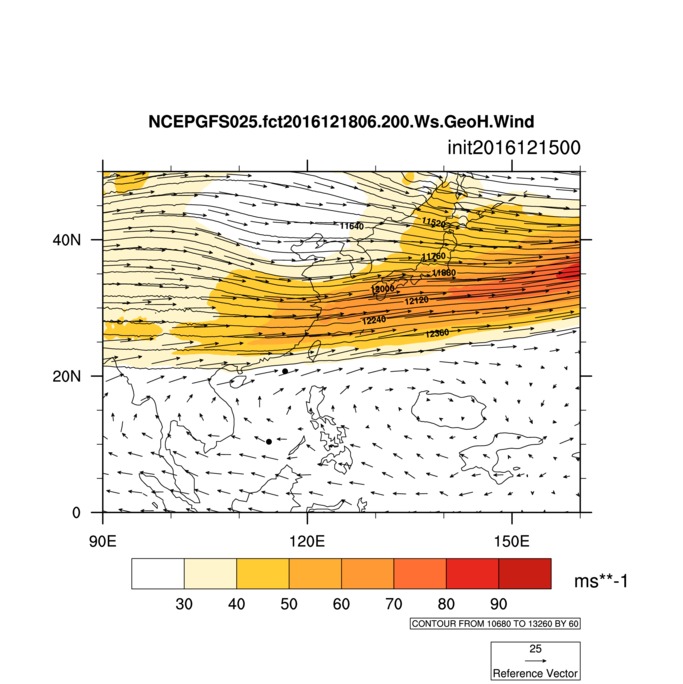 NCEPGFS025.fct2016121806.200.Ws.GeoH.Wind
init2016121500
40N
20N
0
11640
11520
11760
11880
12000
12120
12240
12360
90E
120E
150E
30 40 50 60 70 80 90
ms**-1
CONTOUR FROM 10680 TO 13260 BY 60
25
Reference Vector